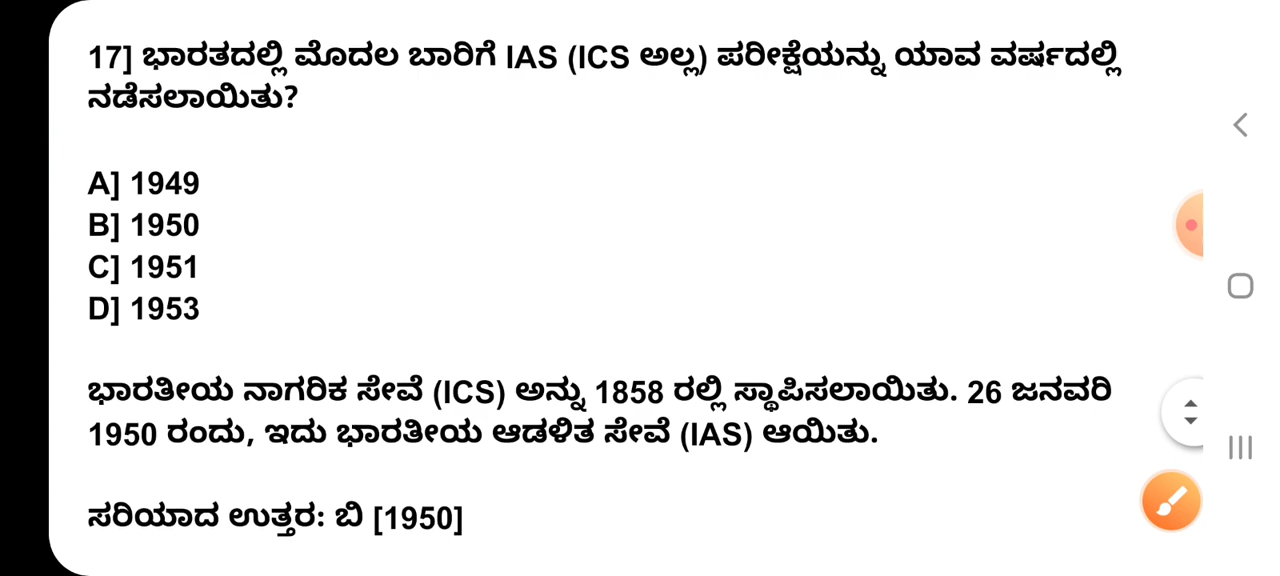 17] ಭಾರತದಲ್ಲಿ ಮೊದಲ ಬಾರಿಗೆ IAS (ICS ಅಲ್ಲ) ಪರೀಕ್ಷೆಯನ್ನು ಯಾವ ವರ್ಷದಲ್ಲಿ
ನಡೆಸಲಾಯಿತು?
A] 1949
B] 1950
C] 1951
D] 1953
ಭಾರತೀಯ ನಾಗರಿಕ ಸೇವೆ (ICS) ಅನ್ನು 1858 ರಲ್ಲಿ ಸ್ಥಾಪಿಸಲಾಯಿತು. 26 ಜನವರಿ
1950 ರಂದು, ಇದು ಭಾರತೀಯ ಆಡಳಿತ ಸೇವೆ (IAS) ಆಯಿತು.
ಸರಿಯಾದ ಉತ್ತರ: ಬಿ [1950]